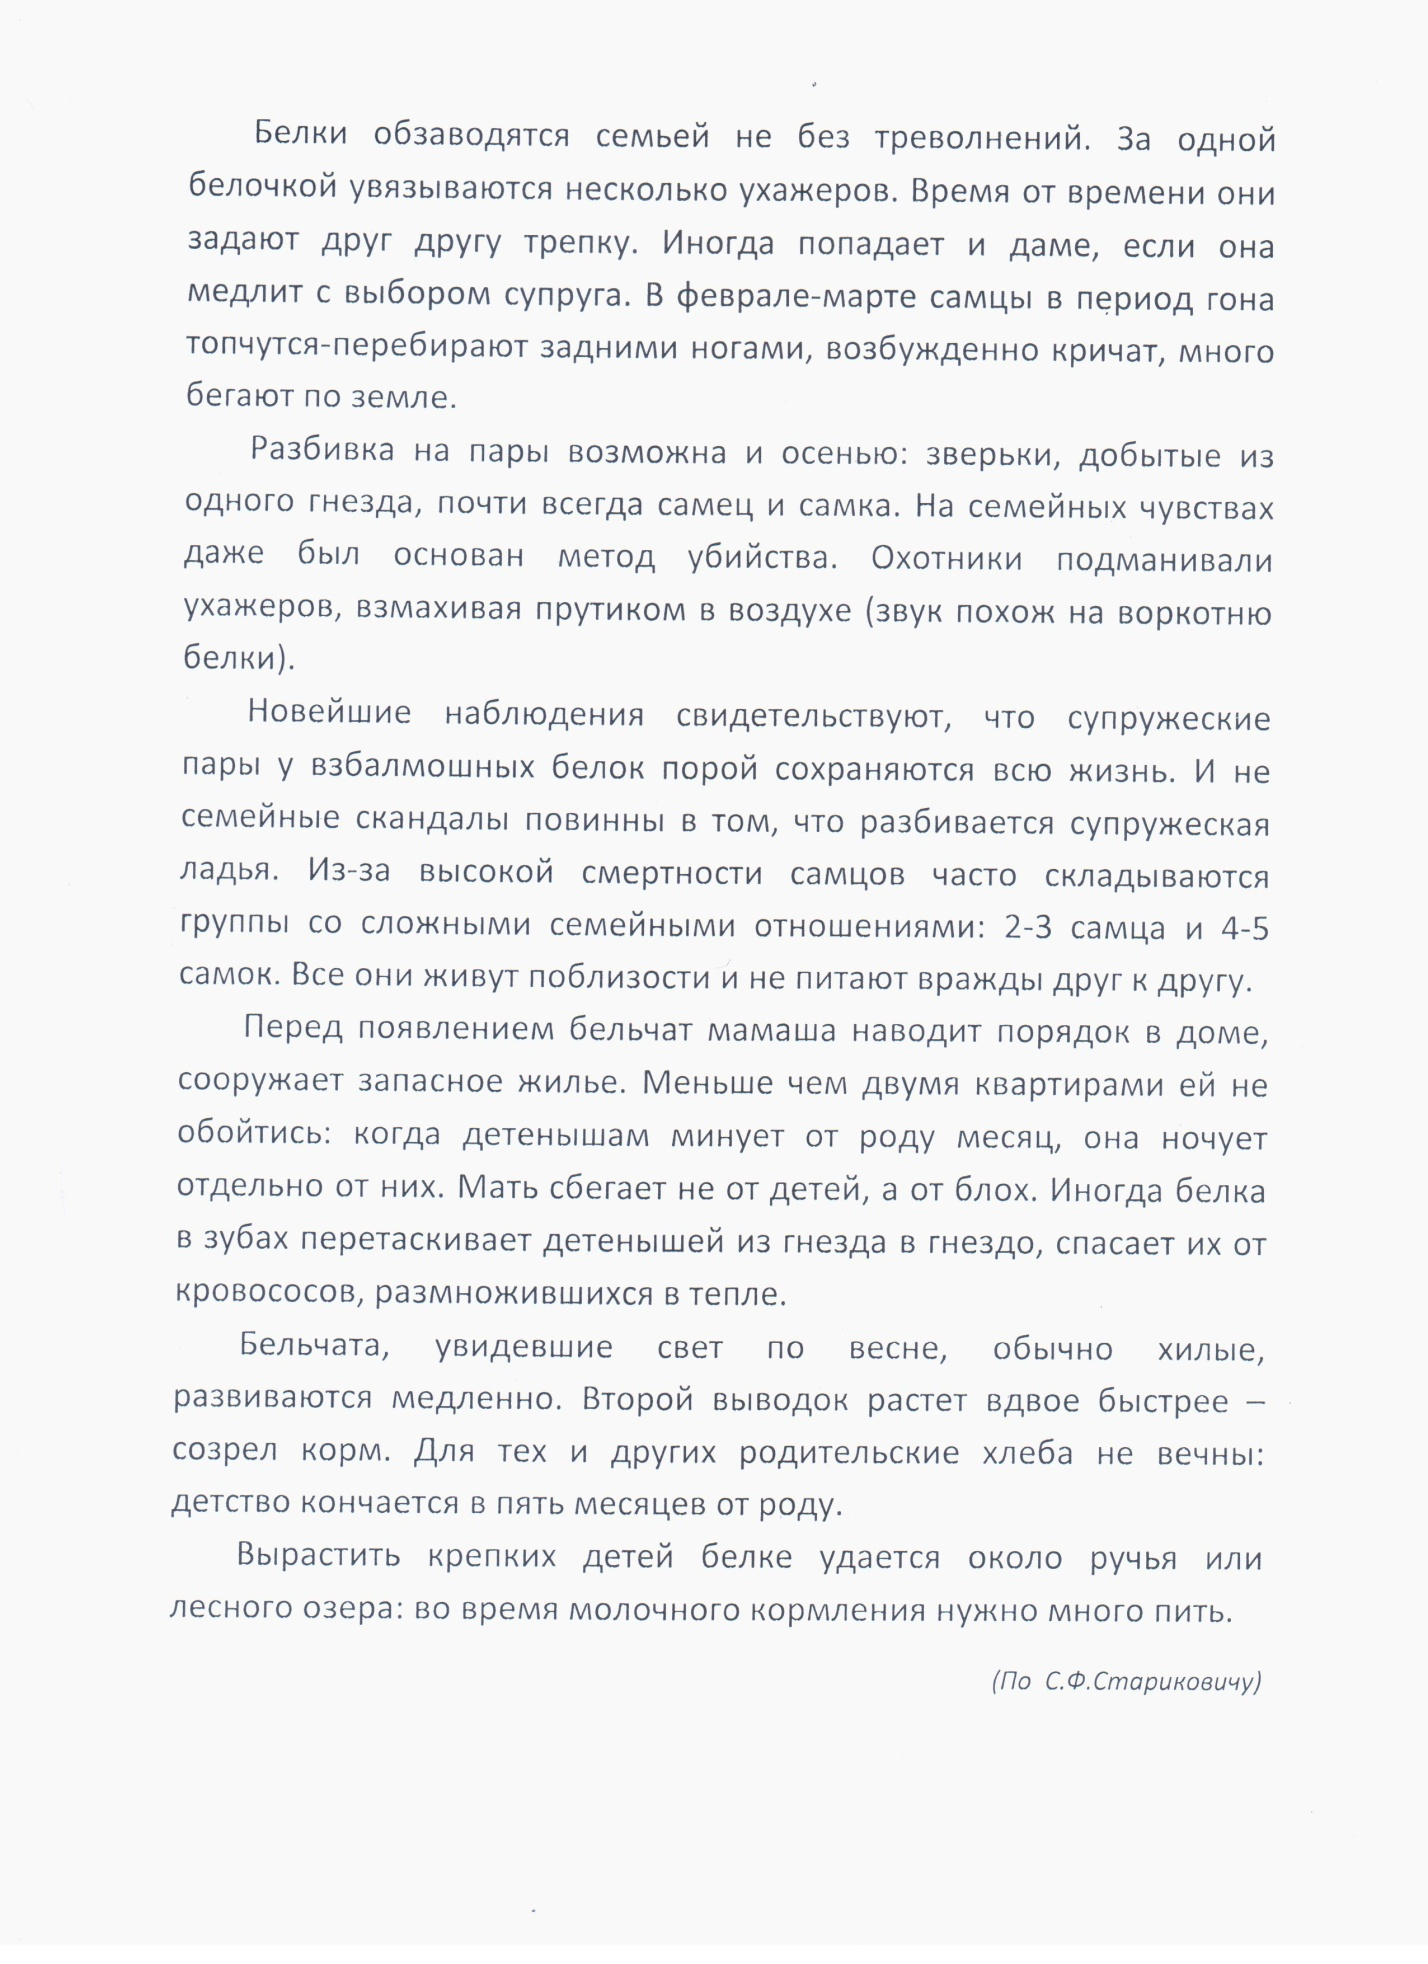 Белки обзаводятся семьей не без треволнений. За одной
белочкой увязываются несколько ухажеров. Время от времени они
задают друг другу трепку. Иногда попадает и даме, если она
медлит с выбором супруга. В феврале-марте самцы в период гона
топчутся-перебирают задними ногами, возбужденно кричат, много
бегают по земле.
Разбивка на пары возможна и осенью: зверьки, добытые из
одного гнезда, почти всегда самец и самка. На семейных чувствах
даже был основан метод убийства. Охотники подманивали
ухажеров, взмахивая прутиком в воздухе (звук похож на воркотню
белки).
Новейшие наблюдения свидетельствуют, что супружеские
пары у взбалмошных белок порой сохраняются всю жизнь. И не
семейные скандалы повинны в том, что разбивается супружеская
ладья. Из-за высокой смертности самцов часто складываются
группы со сложными семейными отношениями: 2-3 самца и 4-5
самок. Все они живут поблизости и не питают вражды друг к другу.
Перед появлением бельчат мамаша наводит порядок в доме,
сооружает запасное жилье. Меньше чем двумя квартирами ей не
обойтись: когда детенышам минует от роду месяц, она ночует
отдельно от них. Мать сбегает не от детей, а от блох. Иногда белка
в зубах перетаскивает детенышей из гнезда в гнездо, спасает их от
кровососов, размножившихся в тепле.
Бельчата, увидевшие свет по весне, обычно хилые,
развиваются медленно. Второй выводок растет вдвое быстрее –
созрел корм. Для тех и других родительские хлеба не вечны:
детство кончается в пять месяцев от роду.
Вырастить крепких детей белке удается около ручья или
лесного озера: во время молочного кормления нужно много пить.
(По С.Ф.Стариковичу)